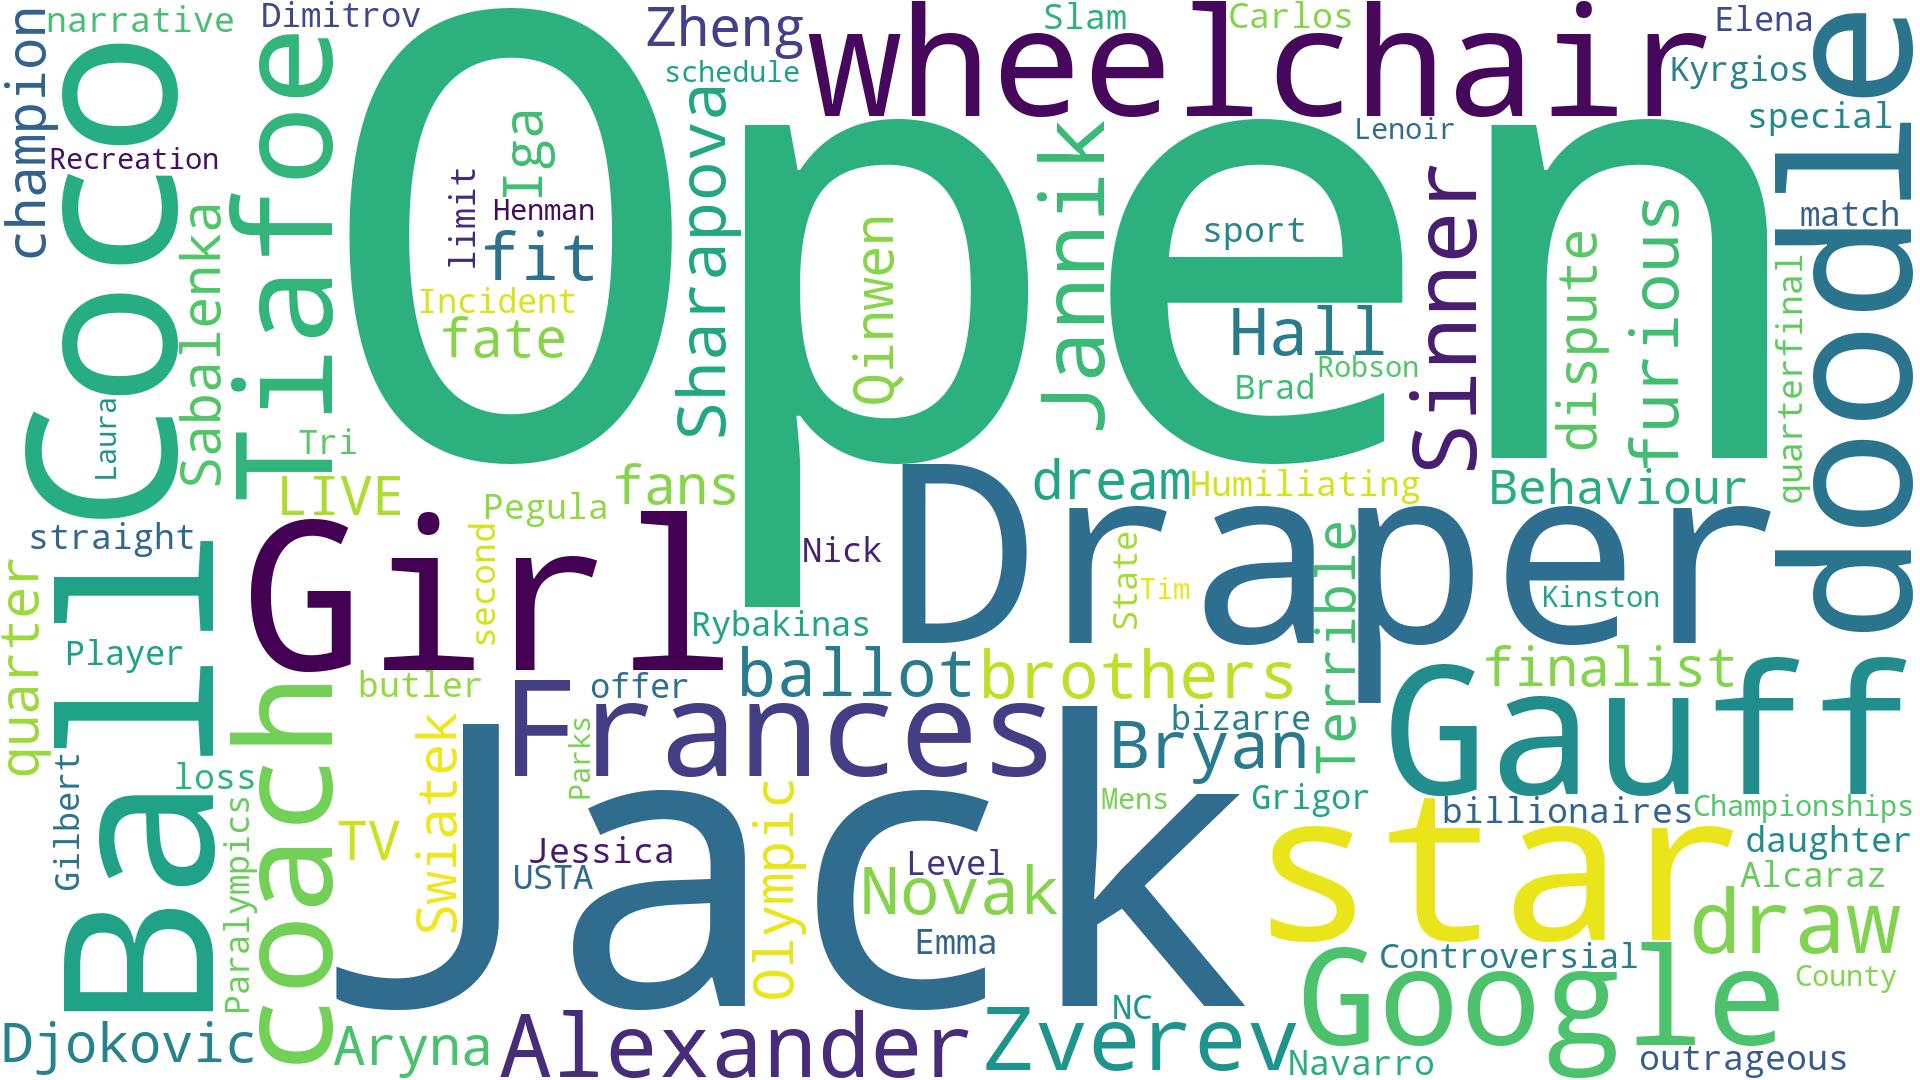 narrative
Dimitrov
Zheng
Slam
Carlos
Elena
champion
Coco
Tiafoe
Open
schedule
wheelchair
Kyrgios
doodle
Recreation
Iga
limit
Henman
fit
Incident
fate
Sharapova
Qinwen
Jannik
Lenoir
special
sport
Sinner
match
Hall
Robson
Brad
dispute
furious
quarterfinal
Sabalenka
Laura
Tri
LIVE
Pegula
fans
dream
Humiliating
Behaviour
straight
Girl
second
Nick
Draper
State
Tim
Terrible
Kinston
quarter
Ball
Player
Rybakinas
butler
offer
ballot
brothers
finalist
coach
Frances
Parks
Bryan
bizarre
Gauff
Gilbert
loss
Swiatek
Jack
Mens
Grigor
billionaires
Championships
Paralympics
TV
Jessica
USTA
Olympic
Level
Novak
Emma
star
daughter
Alcaraz
draw
Controversial
County
Google
Djokovic
Aryna
Alexander
NC
Zverev
Navarro
outrageous